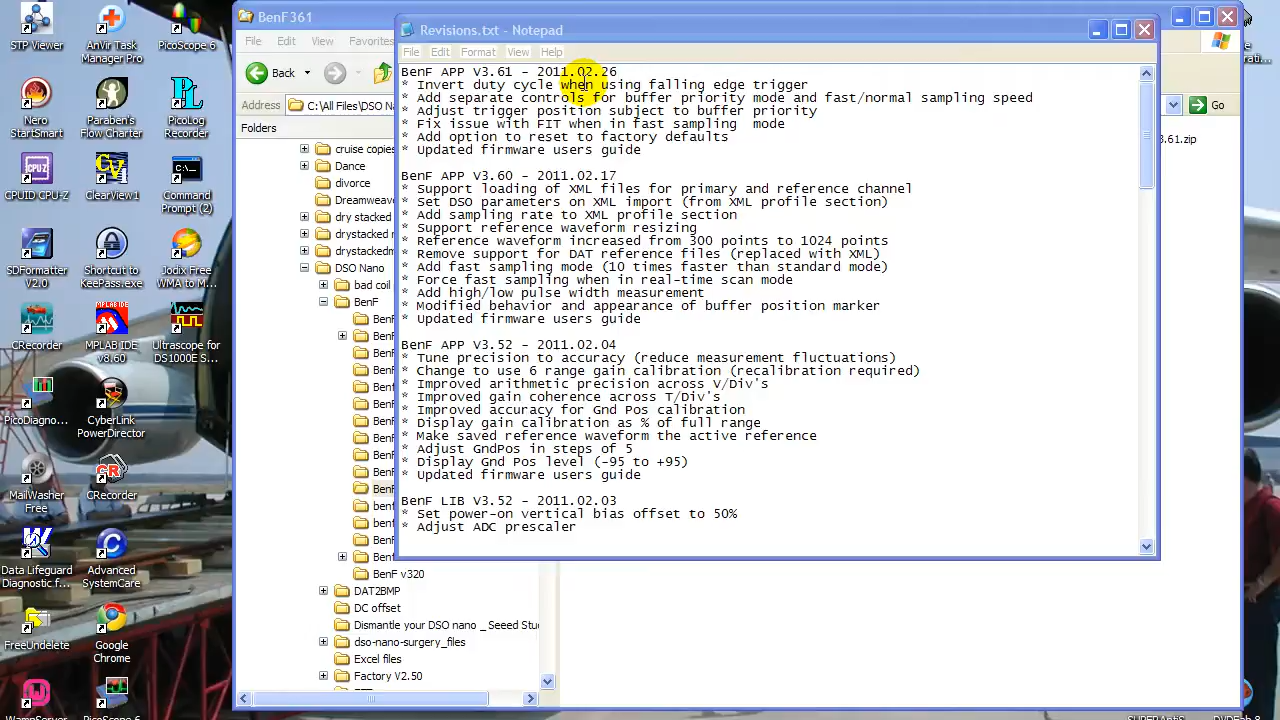 STP Viewer
AnVir Task
Manager Pro
PicoScope 6
Nero
StartSmart
Paraben's
Flow Charter
PicoLog
Recorder
CPUID CPU-Z
ClearView1
Command
Prompt (2)
SDFormatter
V2.0
Shortcut to
KeePass.exe
Jodix Free
WMA to M...
CRecorder
MPLAB IDE
v8.60
Ultrascope for
DS1000E S...
PicoDiagno...
CyberLink
PowerDirector
MailWasher
Free
CRecorder
Data Lifeguard
Diagnostic f...
Advanced
SystemCare
FreeUndelete
Google
Chrome
WampServer
PicoScope 6
BenF361
File Edit View Favorites
Back
Address C:\All Files\DSO N
Go
Folders
cruise copies
Dance
divorce
Dreamweav
dry stacked
drystacked r
drystackedm
DSO Nano
bad coil
BenF
BenF v320
DAT2BMP
DC offset
Dismantle your DSO nano _ Seeed Stu
dso-nano-surgery_files
Excel files
Factory V2.50
3.61.zip
Revisions.txt - Notepad
File Edit Format View Help
BenF APP V3.61 - 2011.02.26
* Invert duty cycle when using falling edge trigger
* Add separate controls for buffer priority mode and fast/normal sampling speed
* Adjust trigger position subject to buffer priority
* Fix issue with FIT when in fast sampling  mode
* Add option to reset to factory defaults
* Updated firmware users guide
BenF APP V3.60 - 2011.02.17
* Support loading of XML files for primary and reference channel
* Set DSO parameters on XML import (from XML profile section)
* Add sampling rate to XML profile section
* Support reference waveform resizing
* Reference waveform increased from 300 points to 1024 points
* Remove support for DAT reference files (replaced with XML)
* Add fast sampling mode (10 times faster than standard mode)
* Force fast sampling when in real-time scan mode
* Add high/low pulse width measurement
* Modified behavior and appearance of buffer position marker
* Updated firmware users guide
BenF APP V3.52 - 2011.02.04
* Tune precision to accuracy (reduce measurement fluctuations)
* Change to use 6 range gain calibration (recalibration required)
* Improved arithmetic precision across V/Div's
* Improved gain coherence across T/Div's
* Improved accuracy for Gnd Pos calibration
* Display gain calibration as % of full range
* Make saved reference waveform the active reference
* Adjust GndPos in steps of 5
* Display Gnd Pos level (-95 to +95)
* Updated firmware users guide
BenF LIB V3.52 - 2011.02.03
* Set power-on vertical bias offset to 50%
* Adjust ADC prescaler